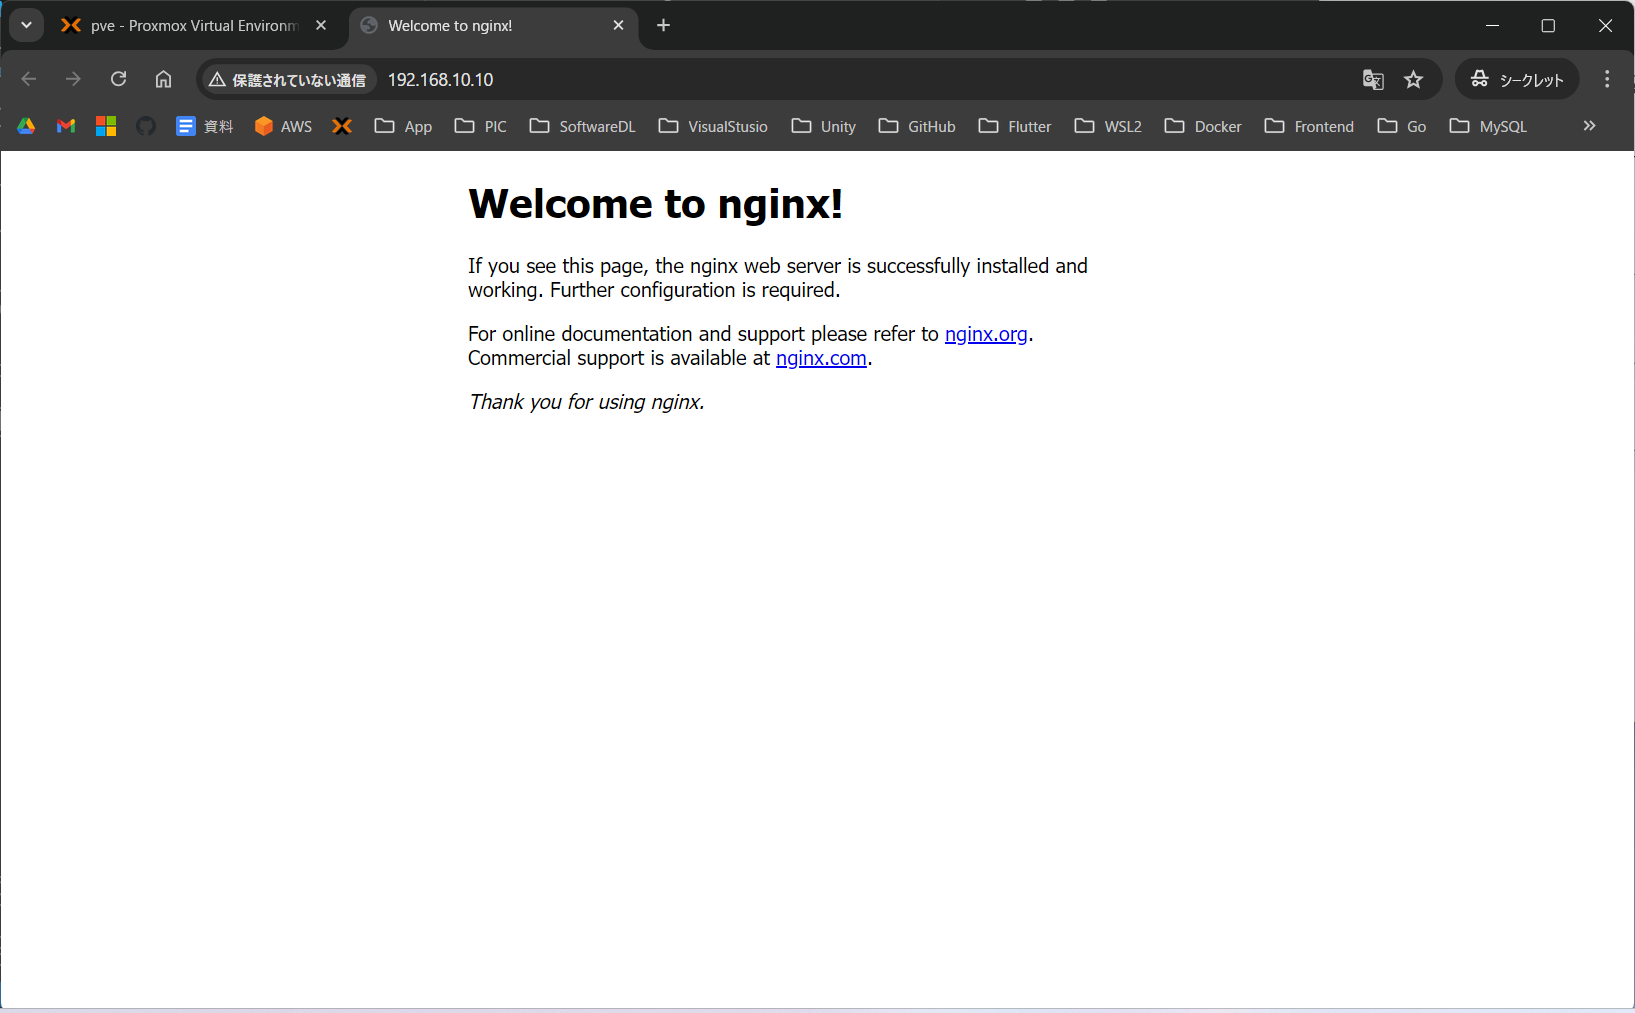 pve - Proxmox Virtual Environm
Welcome to nginx!
保護されていない通信 192.168.10.10
シークレット
資料 AWS App PIC SoftwareDL VisualStusio Unity GitHub Flutter WSL2 Docker Frontend Go MySQL
Welcome to nginx!
If you see this page, the nginx web server is successfully installed and
working. Further configuration is required.
For online documentation and support please refer to nginx.org.
Commercial support is available at nginx.com.
Thank you for using nginx.